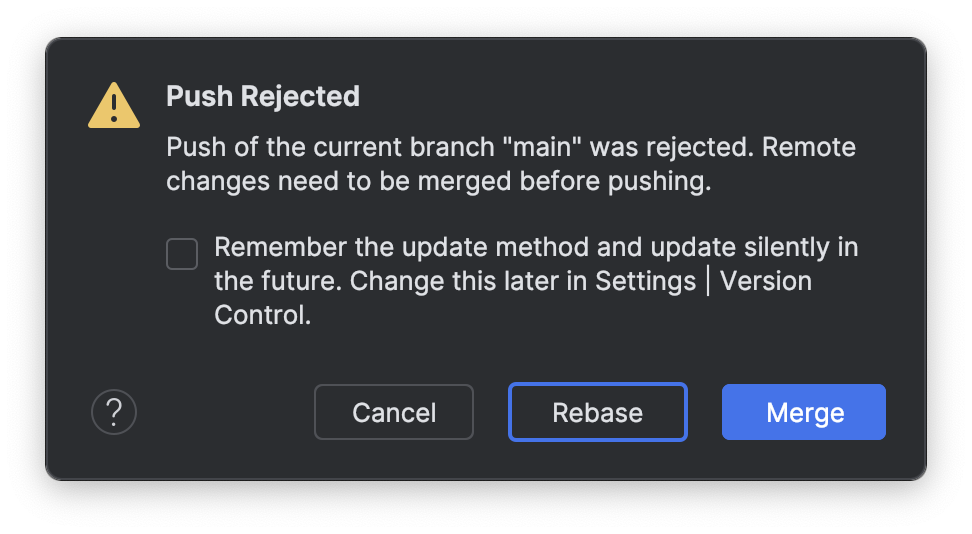 Push Rejected
Push of the current branch "main" was rejected. Remote
changes need to be merged before pushing.
Remember the update method and update silently in
the future. Change this later in Settings | Version
Control.
? Cancel Rebase Merge